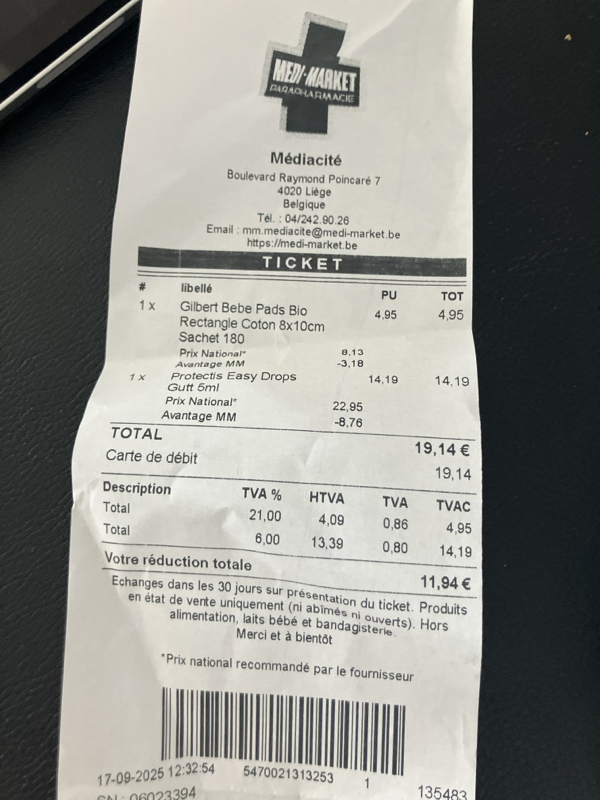 MEDI-MARKET
PARAPHARMACIE
Médiacité
Boulevard Raymond Poincaré 7
4020 Liège
Belgique
Tél. : 04/242.90.26
Email : mm.mediacite@medi-market.be
https://medi-market.be
TICKET
# libellé PU TOT
1 x Gilbert Bebe Pads Bio 4,95 4,95
Rectangle Coton 8x10cm
Sachet 180
Prix National* 8,13
Avantage MM -3,18
1 x Protectis Easy Drops 14,19 14,19
Gutt 5ml
Prix National* 22,95
Avantage MM -8,76
TOTAL 19,14 €
Carte de débit 19,14
Description TVA % HTVA TVA TVAC
Total 21,00 4,09 0,86 4,95
Total 6,00 13,39 0,80 14,19
Votre réduction totale 11,94 €
Echanges dans les 30 jours sur présentation du ticket. Produits
en état de vente uniquement (ni abîmés ni ouverts). Hors
alimentation, laits bébé et bandagisterie.
Merci et à bientôt
*Prix national recommandé par le fournisseur
17-09-2025 12:32:54 5470021313253 1 135483
SN : 06023394